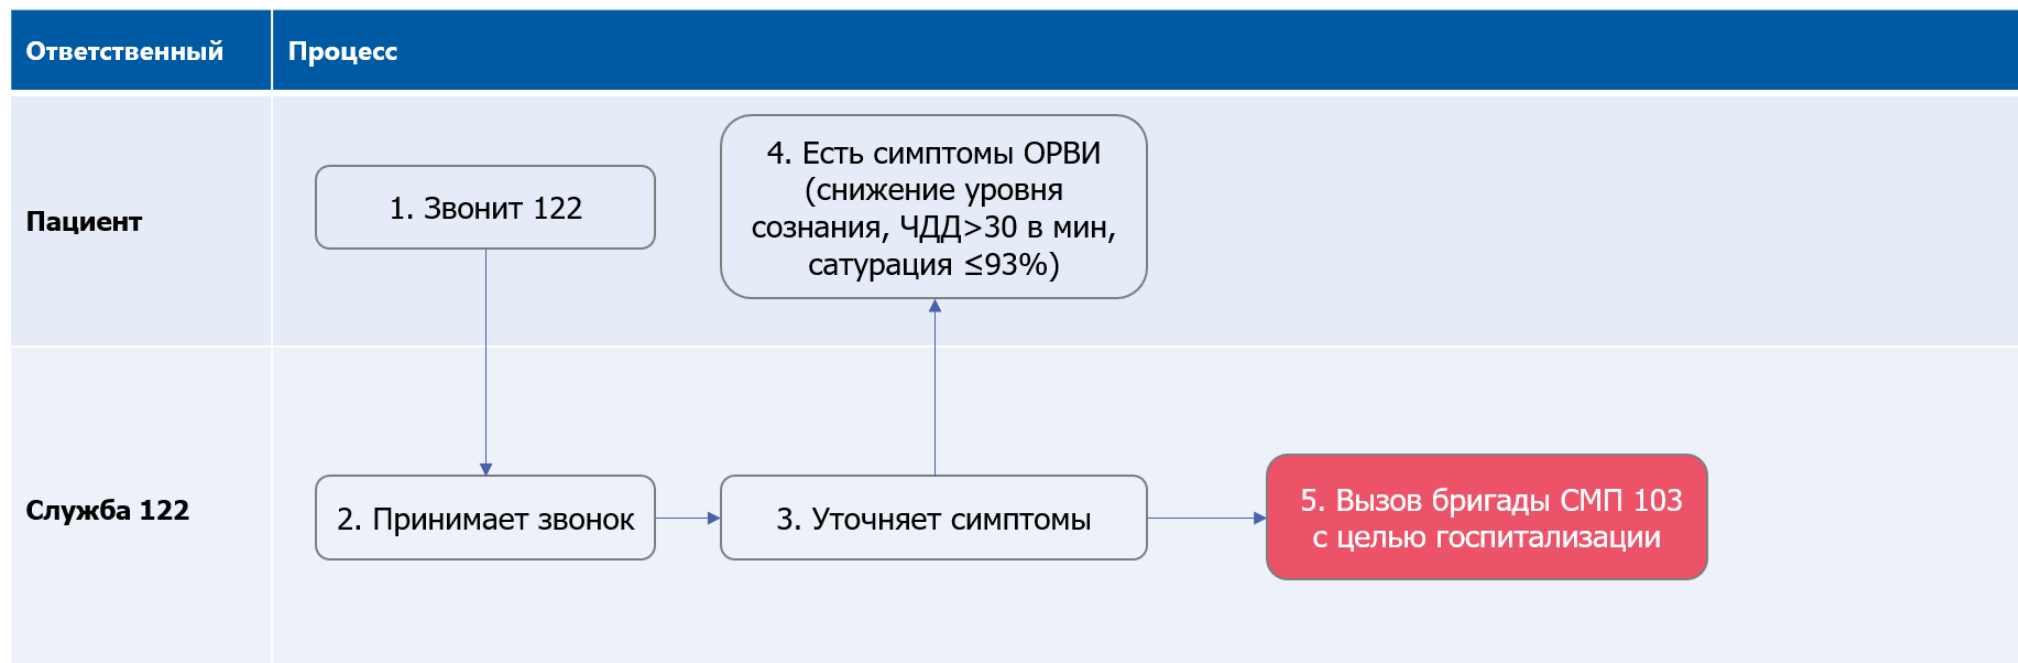 Ответственный
Процесс
Пациент
1. Звонит 122
4. Есть симптомы ОРВИ
(снижение уровня
сознания, ЧДД>30 в мин,
сатурация ≤93%)
Служба 122
2. Принимает звонок
3. Уточняет симптомы
5. Вызов бригады СМП 103
с целью госпитализации